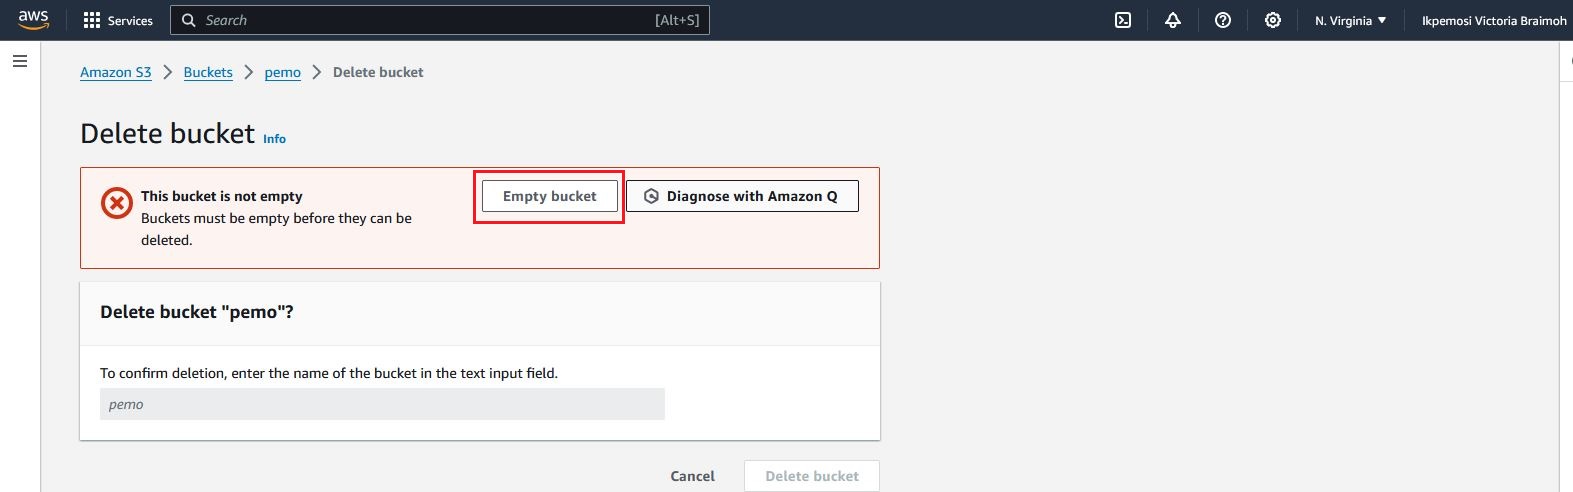 aws Services Search [Alt+S] N. Virginia Ikpemosi Victoria Braimoh
Amazon S3 Buckets pemo Delete bucket
Delete bucket Info
This bucket is not empty
Buckets must be empty before they can be
deleted.
Empty bucket Diagnose with Amazon Q
Delete bucket "pemo"?
To confirm deletion, enter the name of the bucket in the text input field.
pemo
Cancel Delete bucket